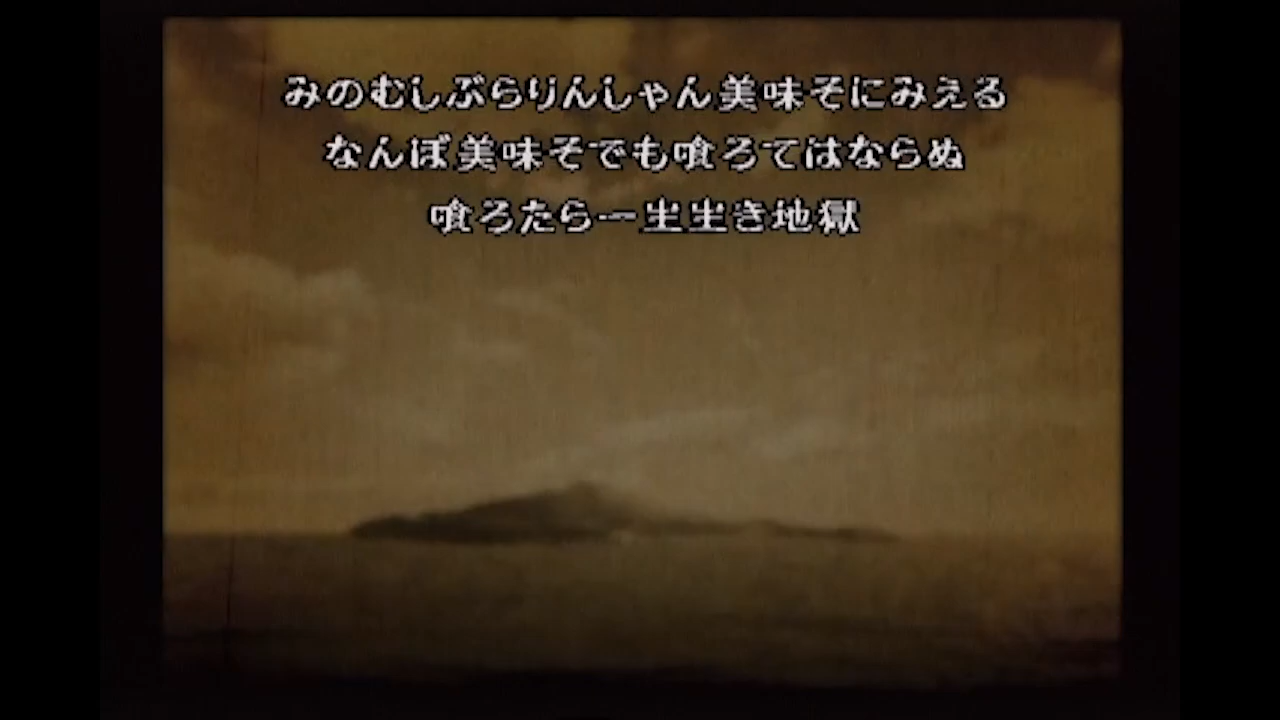 みのむしぶらりんしゃん美味そにみえる
なんぼ美味そでも喰ろてはならぬ
喰ろたら一生生き地獄